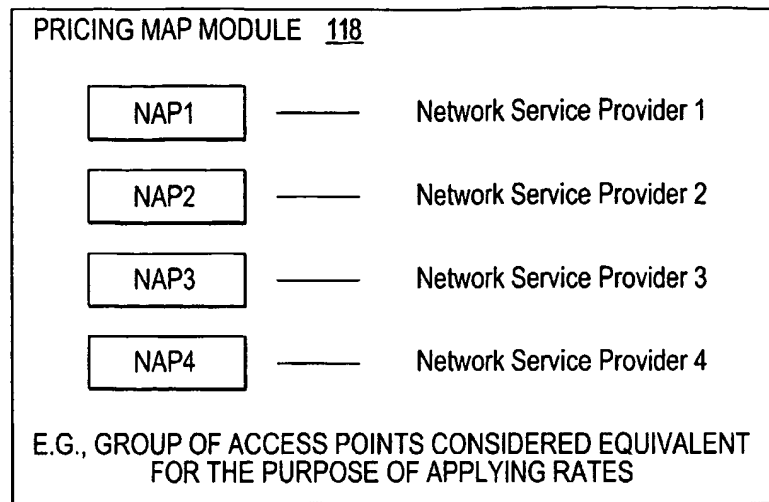 PRICING MAP MODULE 118
NAP1 Network Service Provider 1
NAP2 Network Service Provider 2
NAP3 Network Service Provider 3
NAP4 Network Service Provider 4
E.G., GROUP OF ACCESS POINTS CONSIDERED EQUIVALENT
FOR THE PURPOSE OF APPLYING RATES